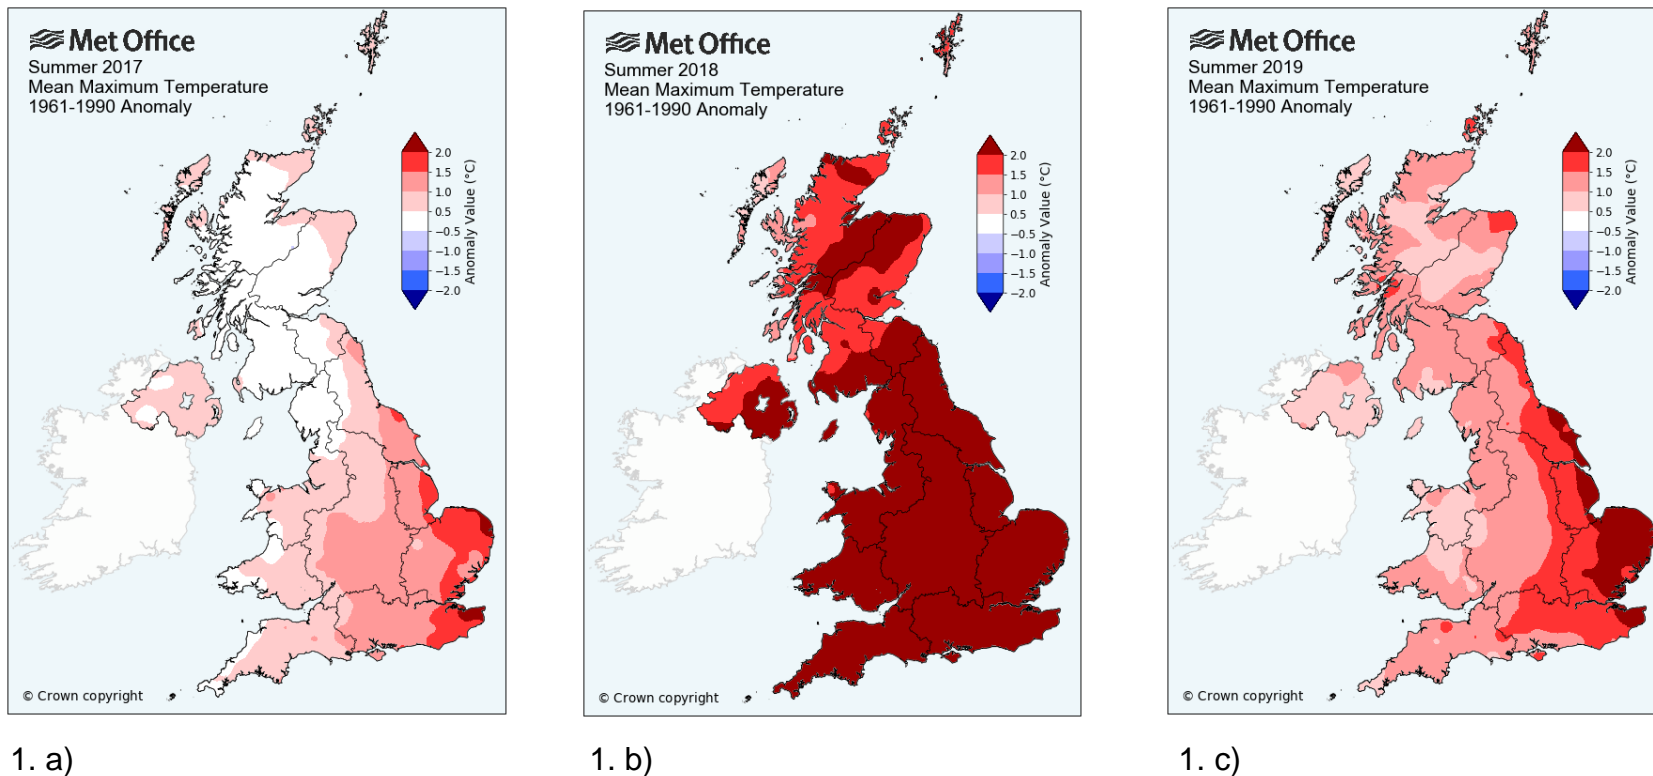 Met Office
Summer 2017
Mean Maximum Temperature
1961-1990 Anomaly
2.0
1.5
1.0
0.5
−0.5
−1.0
−1.5
−2.0
Anomaly Value (°C)
© Crown copyright
1. a)
Met Office
Summer 2018
Mean Maximum Temperature
1961-1990 Anomaly
2.0
1.5
1.0
0.5
−0.5
−1.0
−1.5
−2.0
Anomaly Value (°C)
© Crown copyright
1. b)
Met Office
Summer 2019
Mean Maximum Temperature
1961-1990 Anomaly
2.0
1.5
1.0
0.5
−0.5
−1.0
−1.5
−2.0
Anomaly Value (°C)
© Crown copyright
1. c)